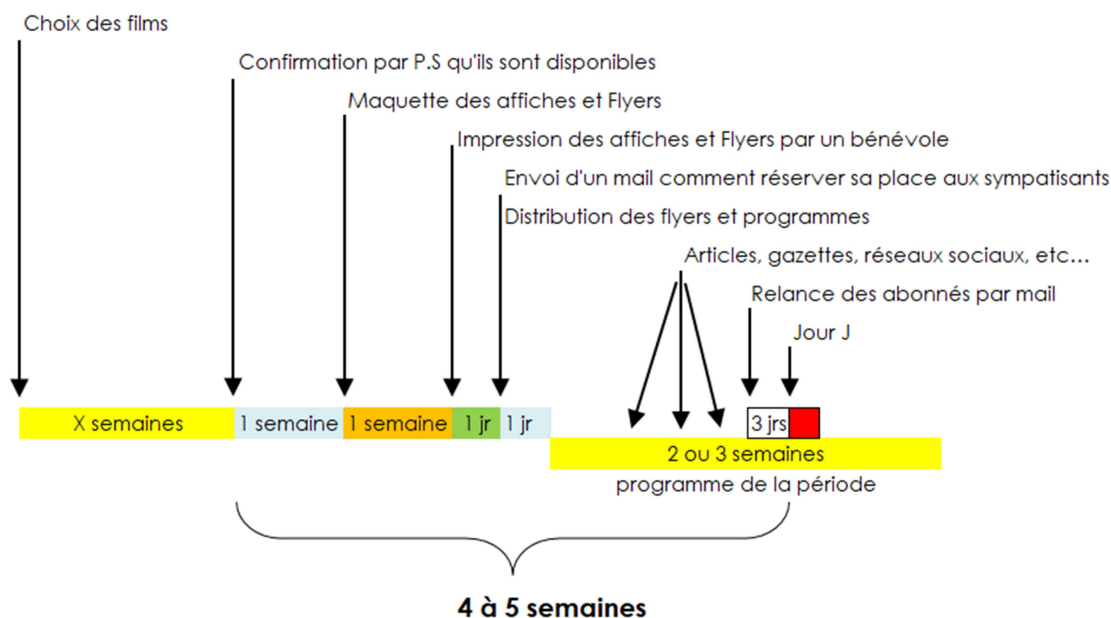 Choix des films
Confirmation par P.S qu'ils sont disponibles
Maquette des affiches et Flyers
Impression des affiches et Flyers par un bénévole
Envoi d'un mail comment réserver sa place aux sympatisants
Distribution des flyers et programmes
Articles, gazettes, réseaux sociaux, etc...
Relance des abonnés par mail
Jour J
X semaines
1 semaine
1 semaine
1 jr
1 jr
3 jrs
2 ou 3 semaines
programme de la période
4 à 5 semaines